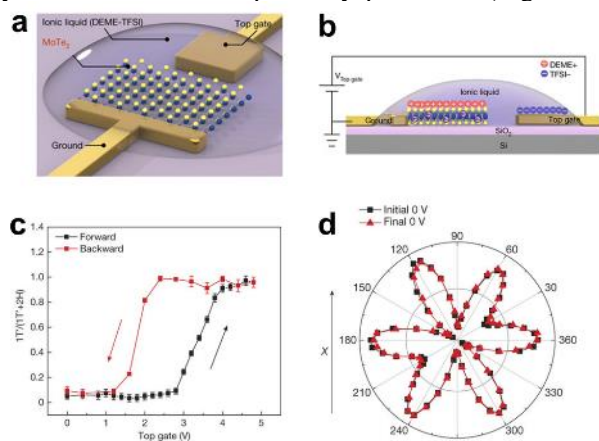 a
Ionic liquid (DEME-TFSI)
Top gate
MoTe2
Ground
b
DEME+
TFSI−
V Top gate
Ionic liquid
Ground
Top gate
SiO2
Si
c
Forward
Backward
1T'/(1T'+2H)
1.4
1.2
1.0
0.8
0.6
0.4
0.2
0
0 1 2 3 4 5
Top gate (V)
d
Initial 0 V
Final 0 V
90
120 60
150 30
180 360
210 330
240 300
X